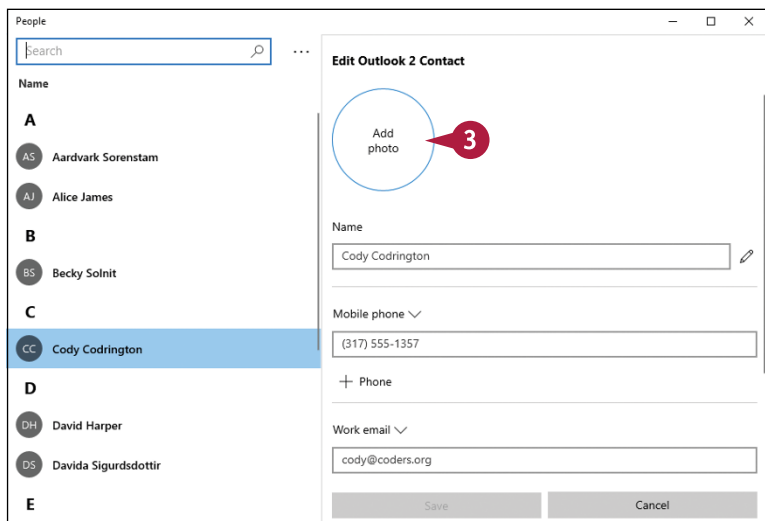 People
Search
...
Name
A
AS Aardvark Sorenstam
AJ Alice James
B
BS Becky Solnit
C
CC Cody Codrington
D
DH David Harper
DS Davida Sigurdsdottir
E
Edit Outlook 2 Contact
Add
photo
3
Name
Cody Codrington
Mobile phone
(317) 555-1357
+ Phone
Work email
cody@coders.org
Save
Cancel